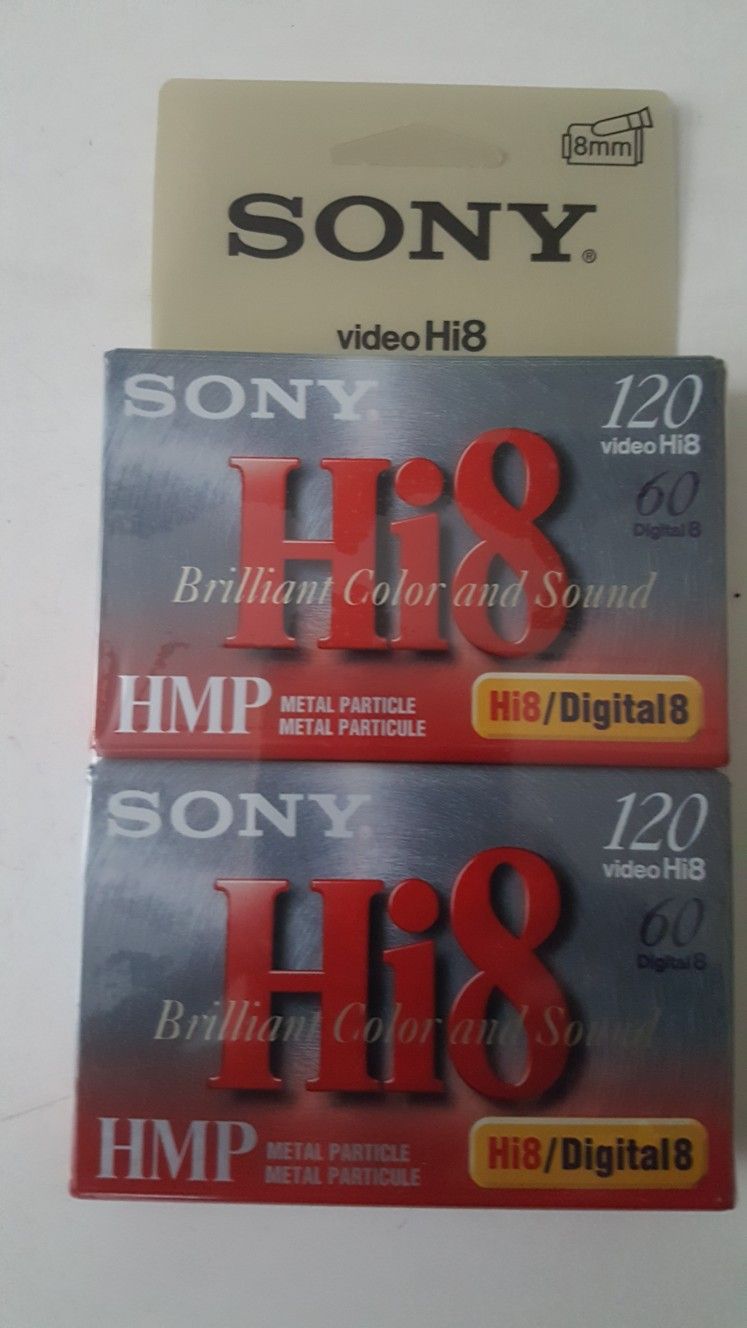 8mm
SONY®
video Hi8
SONY
120
video Hi8
60
Digital 8
Hi8
Brilliant Color and Sound
HMP METAL PARTICLE
METAL PARTICULE
Hi8/Digital8
SONY
120
video Hi8
60
Digital 8
Hi8
Brilliant Color and Sound
HMP METAL PARTICLE
METAL PARTICULE
Hi8/Digital8